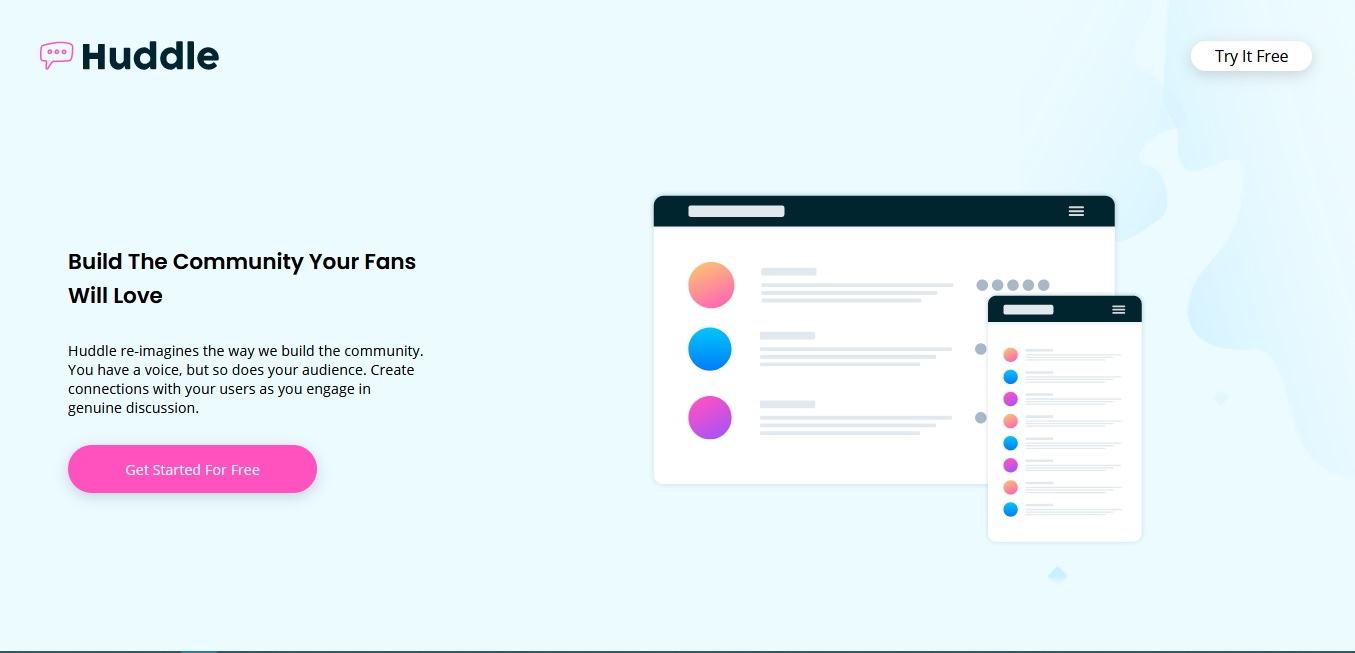 Huddle
Try It Free
Build The Community Your Fans
Will Love
Huddle re-imagines the way we build the community.
You have a voice, but so does your audience. Create
connections with your users as you engage in
genuine discussion.
Get Started For Free